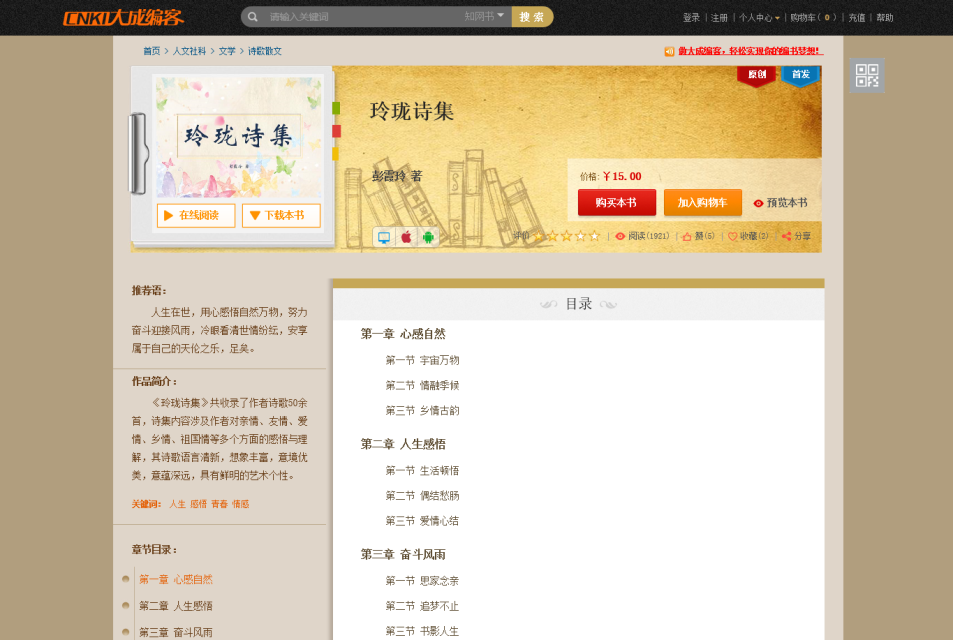 CNKI大成编客
请输入关键词
知网书
搜 索
登录 | 注册 | 个人中心 | 购物车( 0 ) | 充值 | 帮助
首页 > 人文社科 > 文学 > 诗歌散文
做大成编客，轻松实现你的编书梦想！
原创
首发
玲珑诗集
玲珑诗集
彭霞玲 著
在线阅读
下载本书
价格: ￥15.00
购买本书
加入购物车
预览本书
评价
阅读(1921)
赞(5)
收藏(2)
分享
推荐语：
人生在世，用心感悟自然万物，努力
奋斗迎接风雨，冷眼看清世情纷纭，安享
属于自己的天伦之乐，足矣。
作品简介：
《玲珑诗集》共收录了作者诗歌50余
首，诗集内容涉及作者对亲情、友情、爱
情、乡情、祖国情等多个方面的感悟与理
解，其诗歌语言清新，想象丰富，意境优
美，意蕴深远，具有鲜明的艺术个性。
关键词： 人生 感悟 青春 情感
章节目录：
第一章 心感自然
第二章 人生感悟
第三章 奋斗风雨
目录
第一章 心感自然
第一节 宇宙万物
第二节 情融季候
第三节 乡情古韵
第二章 人生感悟
第一节 生活顿悟
第二节 偶结愁肠
第三节 爱情心结
第三章 奋斗风雨
第一节 思家念亲
第二节 追梦不止
第三节 书影人生